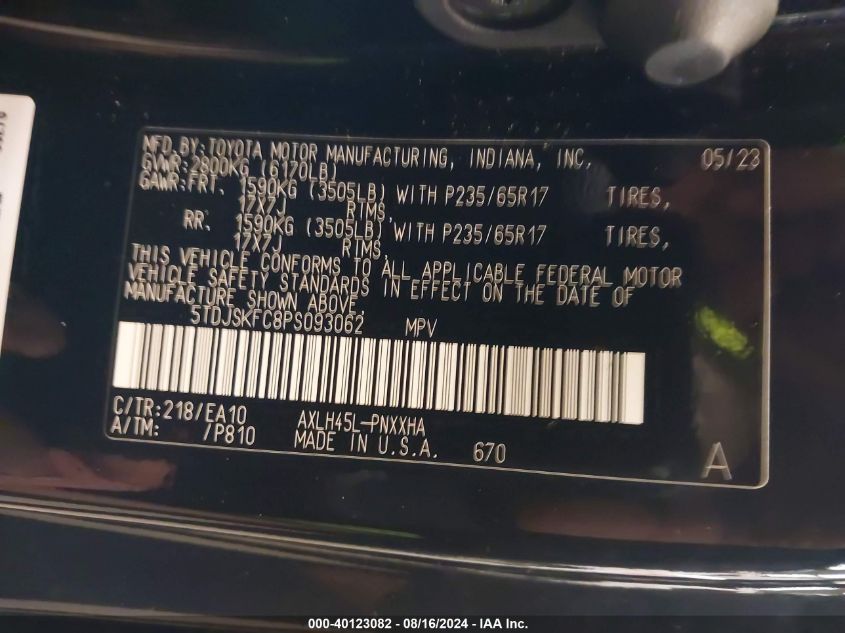 MFD.BY:TOYOTA MOTOR MANUFACTURING, INDIANA, INC. 05/23
GVWR:2800KG (6170LB)
GAWR:FRT. 1590KG (3505LB) WITH P235/65R17 TIRES,
17X7J RIMS,
RR. 1590KG (3505LB) WITH P235/65R17 TIRES,
17X7J RIMS,
THIS VEHICLE CONFORMS TO ALL APPLICABLE FEDERAL MOTOR
VEHICLE SAFETY STANDARDS IN EFFECT ON THE DATE OF
MANUFACTURE SHOWN ABOVE.
5TDJSKFC8PS093062 MPV
C/TR:218/EA10 AXLH45L-PNXXHA
A/TM: /P810 MADE IN U.S.A. 670
A
000-40123082 - 08/16/2024 - IAA Inc.